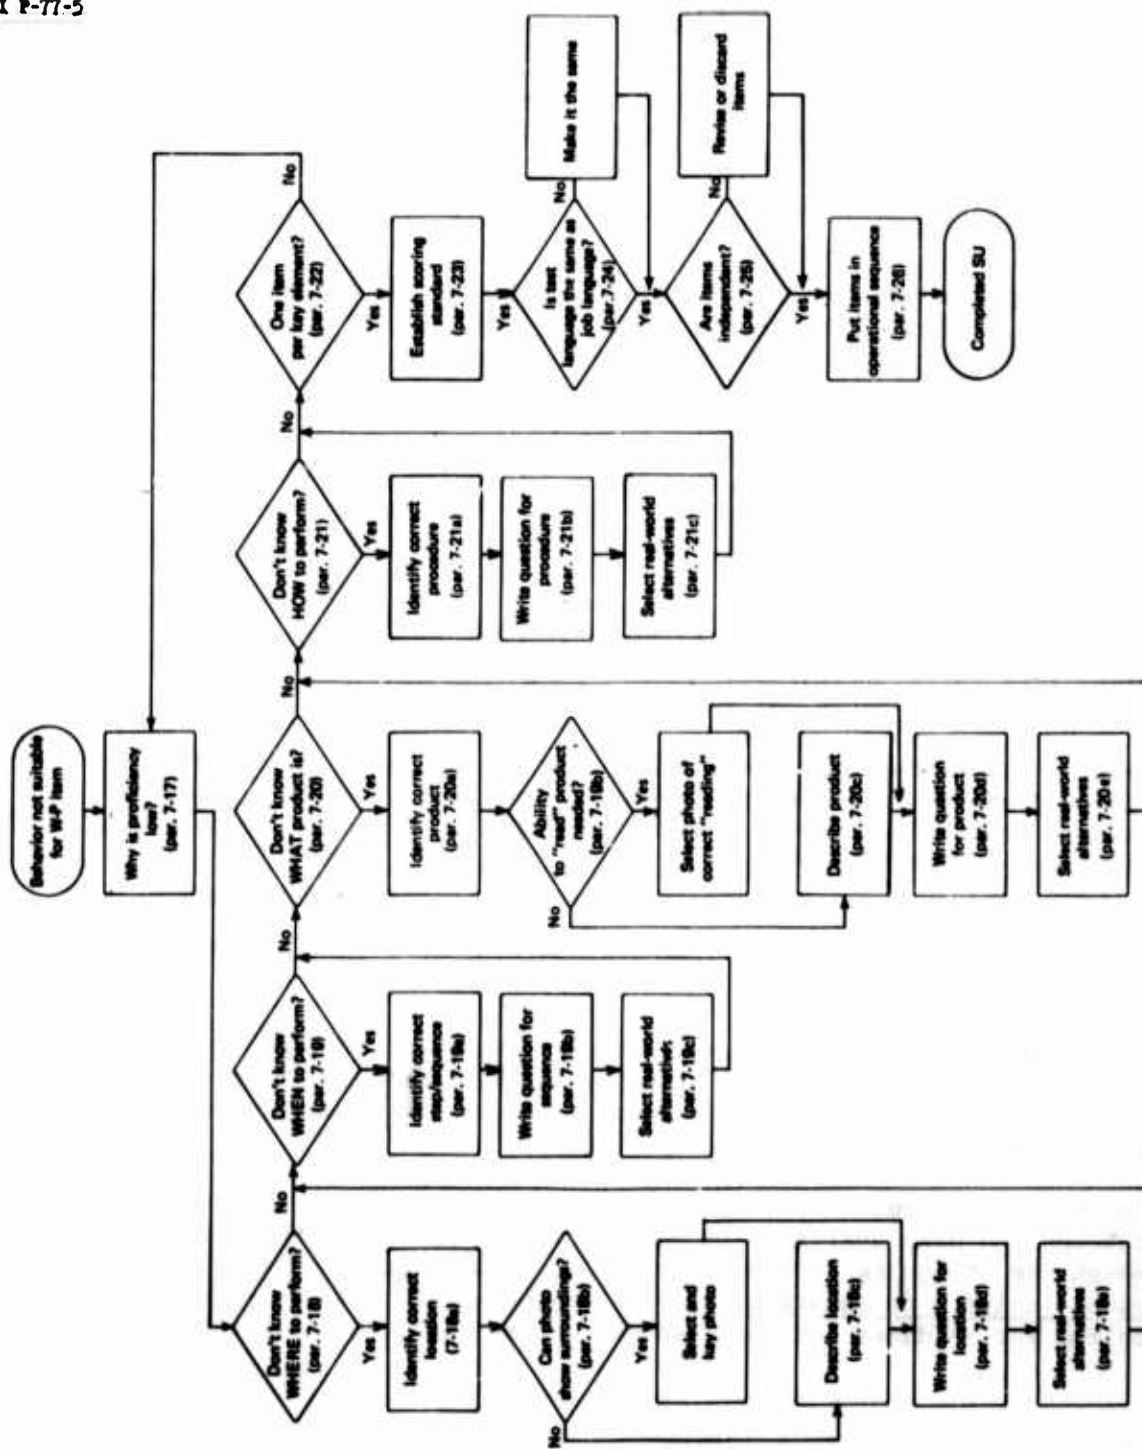 P-77-5
Behavior not suitable
for W-P item
Why is proficiency
low?
(par. 7-17)
Don't know
WHERE to perform?
(par. 7-18)
No
Yes
Identify correct
location
(7-18a)
Can photo
show surroundings?
(par. 7-18b)
No
Yes
Select and
key photo
Describe location
(par. 7-18c)
Write question for
location
(par. 7-18d)
Select real-world
alternatives
(par. 7-18e)
Don't know
WHEN to perform?
(par. 7-19)
No
Yes
Identify correct
step/sequence
(par. 7-19a)
Write question for
sequence
(par. 7-19b)
Select real-world
alternatives
(par. 7-19c)
Don't know
WHAT product is?
(par. 7-20)
No
Yes
Identify correct
product
(par. 7-20a)
Ability
to "read" product
needed?
(par. 7-19b)
No
Yes
Select photo of
correct "reading"
Describe product
(par. 7-20c)
Write question
for product
(par. 7-20d)
Select real-world
alternatives
(par. 7-20e)
Don't know
HOW to perform?
(par. 7-21)
No
Yes
Identify correct
procedure
(par. 7-21a)
Write question for
procedure
(par. 7-21b)
Select real-world
alternatives
(par. 7-21c)
One item
per key element?
(par. 7-22)
No
Yes
Establish scoring
standard
(par. 7-23)
Yes
Is test
language the same as
job language?
(par.7-24)
No
Make it the same
Yes
Are items
independent?
(par. 7-25)
No
Revise or discard
items
Yes
Put items in
operational sequence
(par. 7-26)
Completed SU